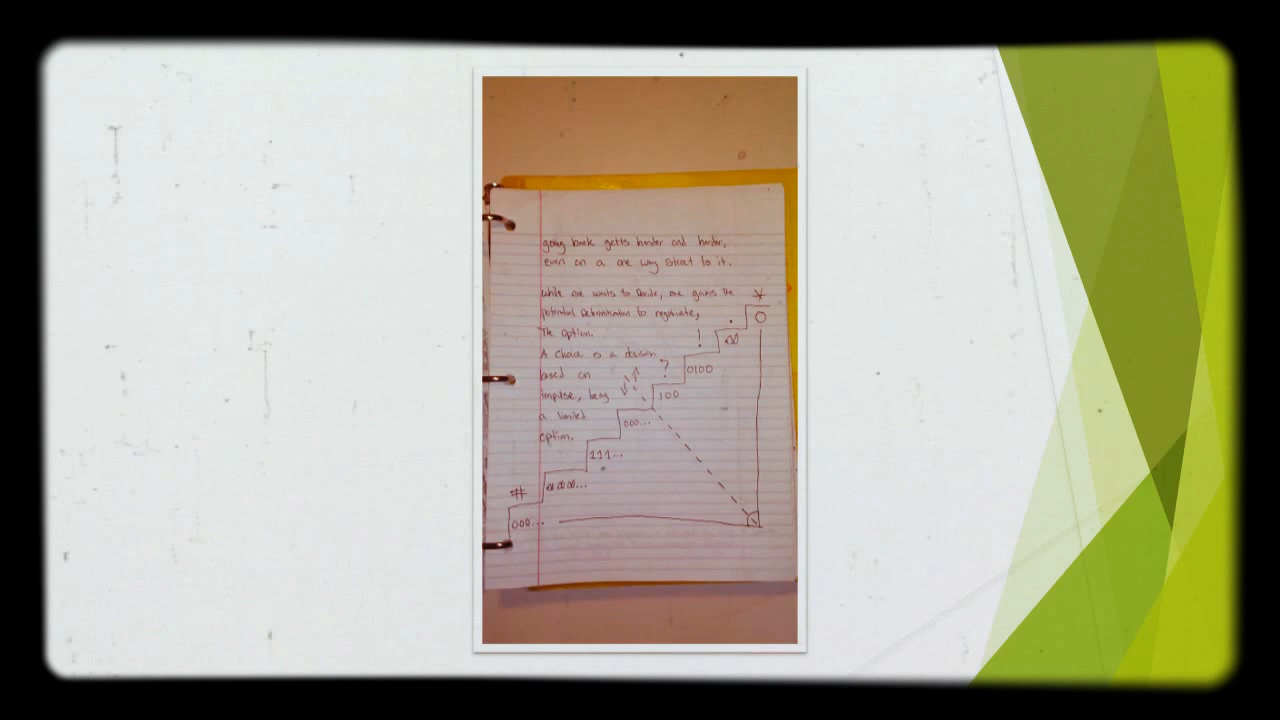 going back getts harder and harder,
even on a one way street to it.
while one wants to decide, one gains the
potential Determination to negotiate,
The option.
A choice is a decision
based on
impulse, being
a limited
option.
*
O
.
!
0100
?
100
000...
111...
#
000...